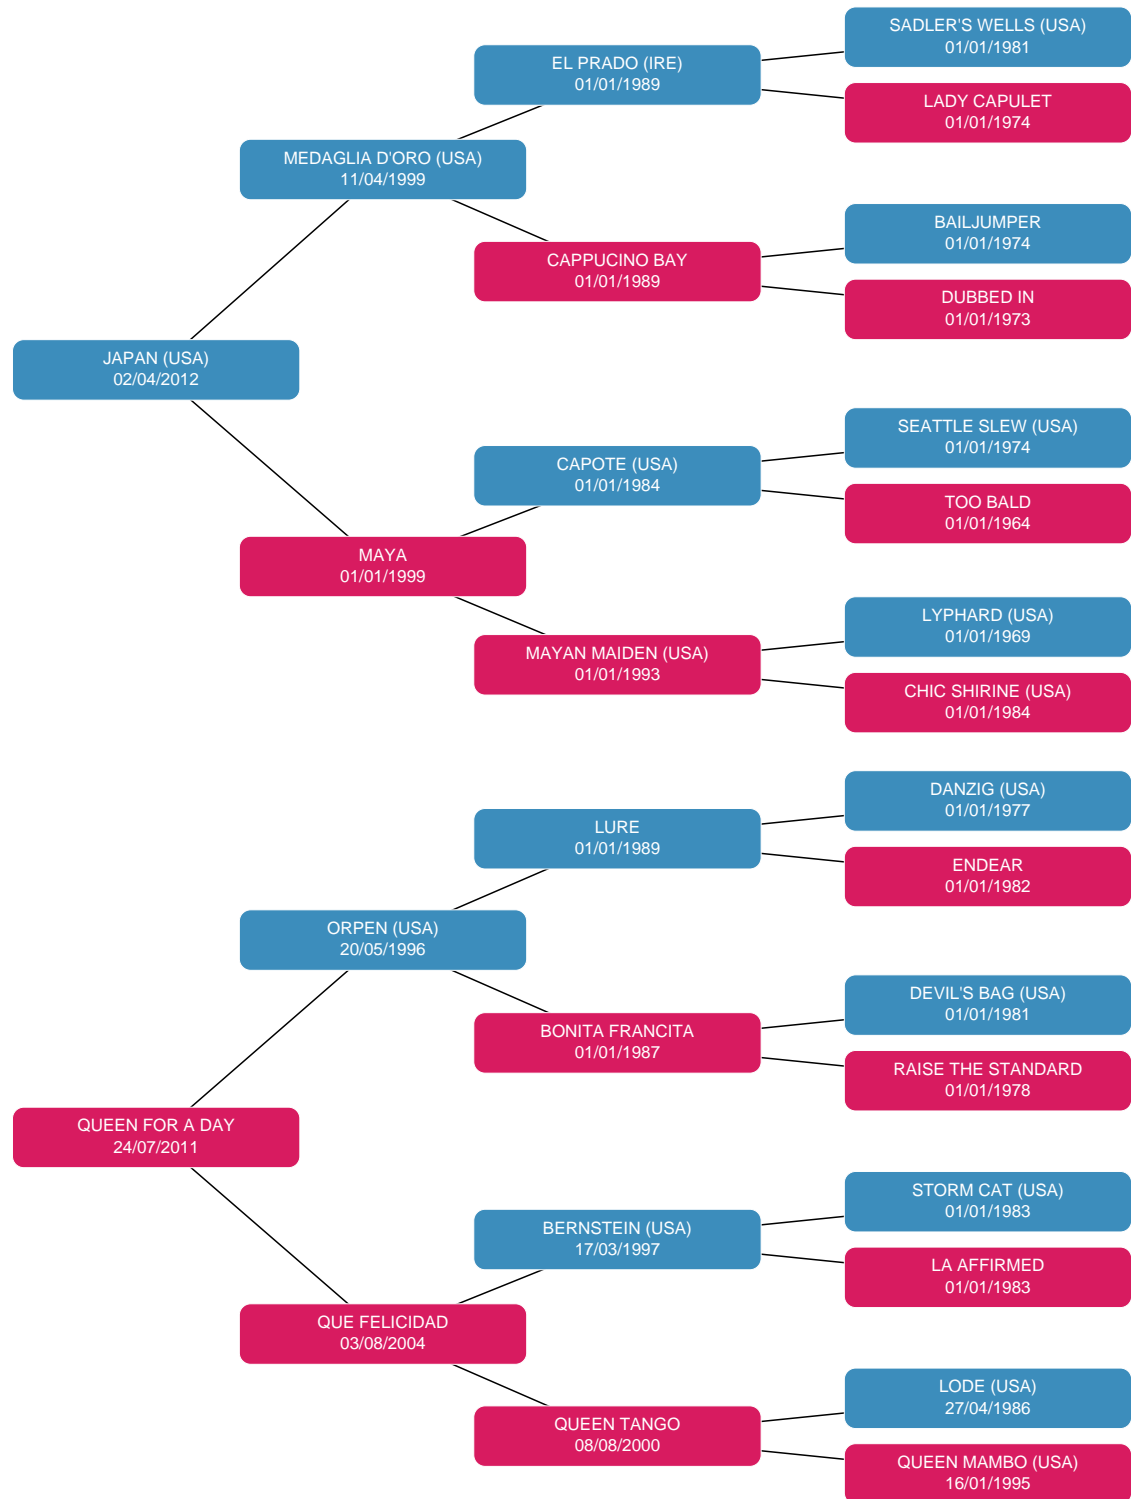 SADLER'S WELLS (USA)
01/01/1981
EL PRADO (IRE)
01/01/1989
LADY CAPULET
01/01/1974
MEDAGLIA D'ORO (USA)
11/04/1999
BAILJUMPER
01/01/1974
CAPPUCINO BAY
01/01/1989
DUBBED IN
01/01/1973
JAPAN (USA)
02/04/2012
SEATTLE SLEW (USA)
01/01/1974
CAPOTE (USA)
01/01/1984
TOO BALD
01/01/1964
MAYA
01/01/1999
LYPHARD (USA)
01/01/1969
MAYAN MAIDEN (USA)
01/01/1993
CHIC SHIRINE (USA)
01/01/1984
DANZIG (USA)
01/01/1977
LURE
01/01/1989
ENDEAR
01/01/1982
ORPEN (USA)
20/05/1996
DEVIL'S BAG (USA)
01/01/1981
BONITA FRANCITA
01/01/1987
RAISE THE STANDARD
01/01/1978
QUEEN FOR A DAY
24/07/2011
STORM CAT (USA)
01/01/1983
BERNSTEIN (USA)
17/03/1997
LA AFFIRMED
01/01/1983
QUE FELICIDAD
03/08/2004
LODE (USA)
27/04/1986
QUEEN TANGO
08/08/2000
QUEEN MAMBO (USA)
16/01/1995